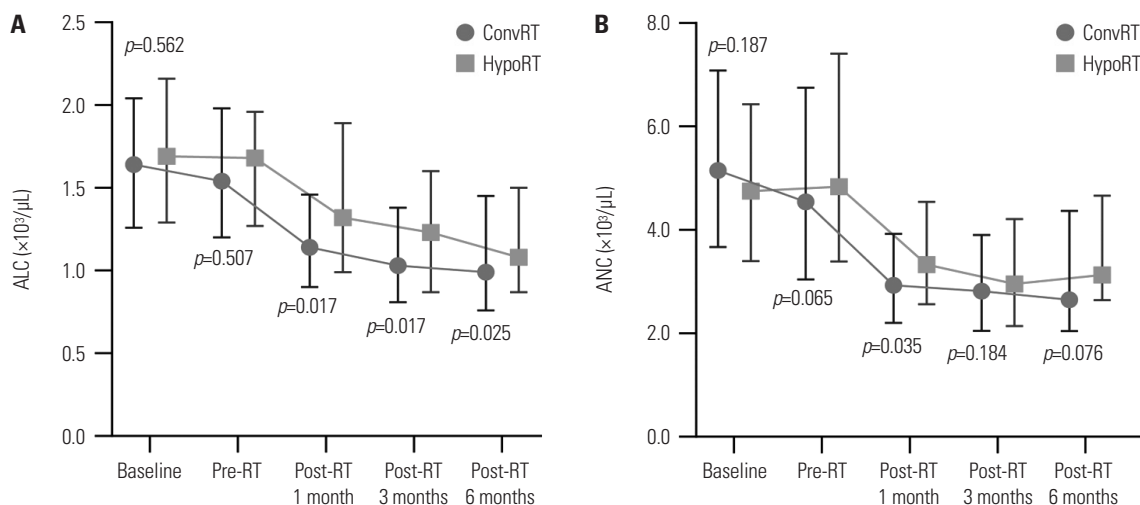 A
2.5
2.0
1.5
1.0
0.5
0.0
ALC (×10³/μL)
ConvRT
HypoRT
p=0.562
p=0.507
p=0.017
p=0.017
p=0.025
Baseline
Pre-RT
Post-RT
1 month
Post-RT
3 months
Post-RT
6 months
B
8.0
6.0
4.0
2.0
0.0
ANC (×10³/μL)
ConvRT
HypoRT
p=0.187
p=0.065
p=0.035
p=0.184
p=0.076
Baseline
Pre-RT
Post-RT
1 month
Post-RT
3 months
Post-RT
6 months